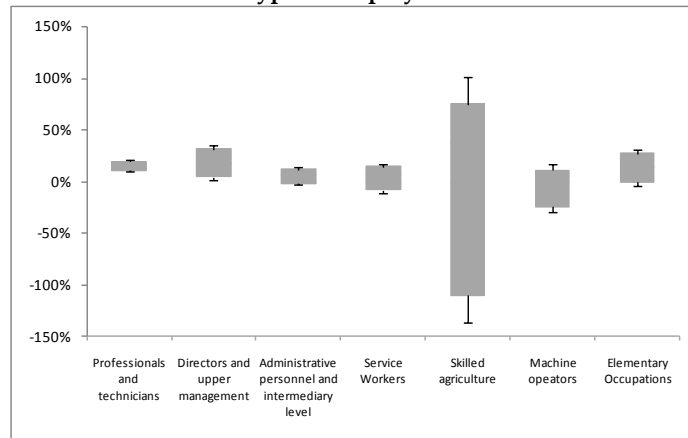 150%
100%
50%
0%
-50%
-100%
-150%
Professionals
and
technicians
Directors and
upper
management
Administrative
personnel and
intermediary
level
Service
Workers
Skilled
agriculture
Machine
opeators
Elementary
Occupations